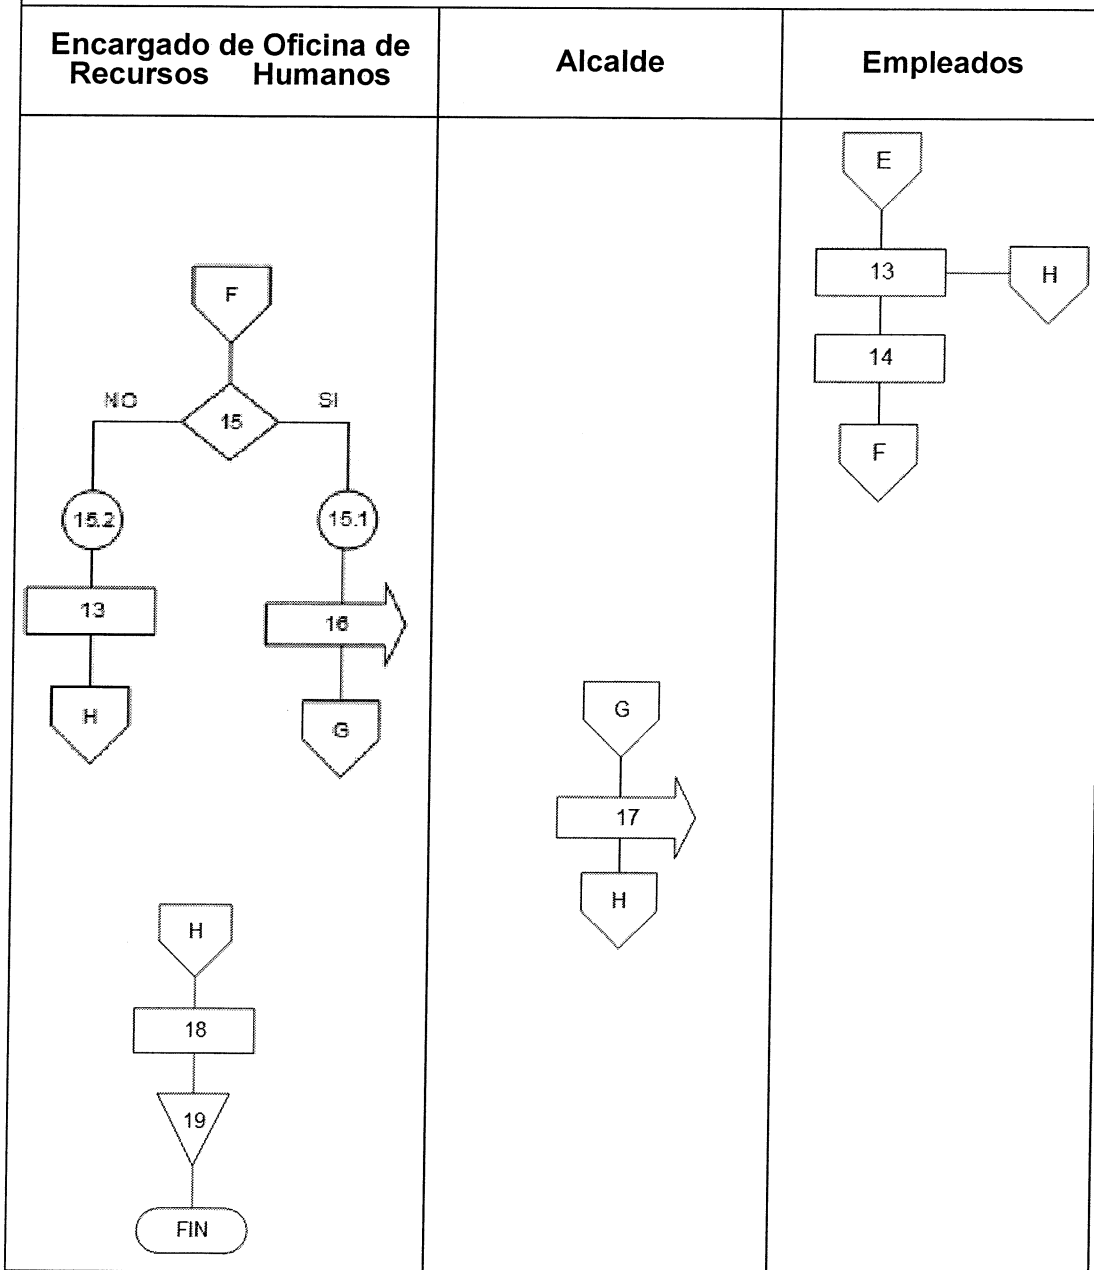 Encargado de Oficina de
Recursos Humanos
Alcalde
Empleados
E
13
H
14
F
F
15
NO
SI
15.2
15.1
13
16
H
G
G
17
H
H
18
19
FIN